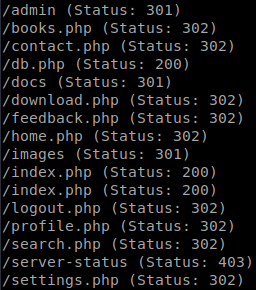 /admin (Status: 301)
/books.php (Status: 302)
/contact.php (Status: 302)
/db.php (Status: 200)
/docs (Status: 301)
/download.php (Status: 302)
/feedback.php (Status: 302)
/home.php (Status: 302)
/images (Status: 301)
/index.php (Status: 200)
/index.php (Status: 200)
/logout.php (Status: 302)
/profile.php (Status: 302)
/search.php (Status: 302)
/server-status (Status: 403)
/settings.php (Status: 302)